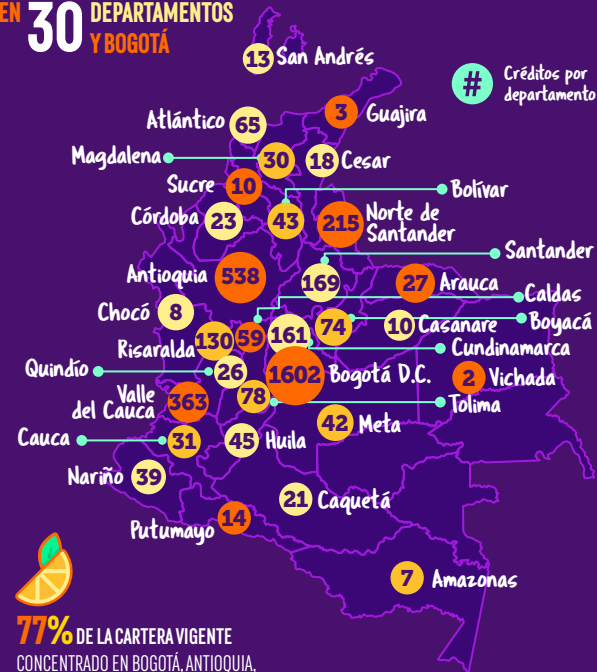 EN 30 DEPARTAMENTOS
Y BOGOTÁ
# Créditos por
departamento
13 San Andrés
3 Guajira
Atlántico 65
Magdalena 30
18 Cesar
Sucre 10
Bolívar
43
Córdoba 23
215 Norte de
Santander
Santander
169
Antioquia 538
27 Arauca
Caldas
59
Chocó 8
10 Casanare
Boyacá
74
Risaralda 130
161
Cundinamarca
Quindío 26
1602 Bogotá D.C.
2 Vichada
Valle
del Cauca 363
78
Tolima
Cauca 31
45 Huila
42 Meta
Nariño 39
21 Caquetá
Putumayo 14
7 Amazonas
77% DE LA CARTERA VIGENTE
CONCENTRADO EN BOGOTÁ, ANTIOQUIA,